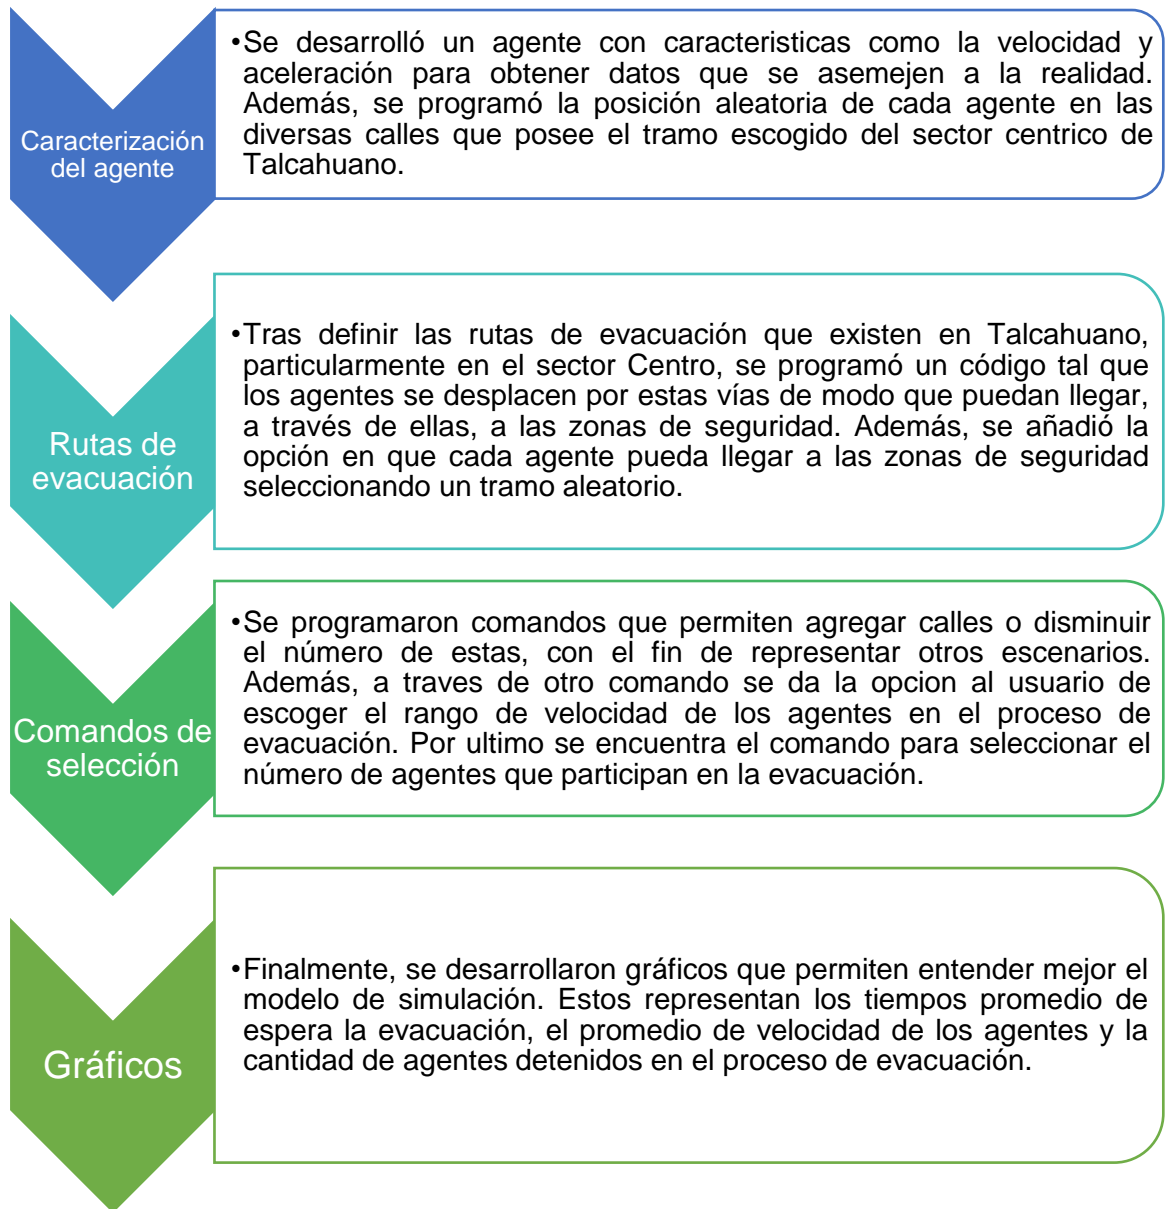 Caracterización
del agente
•Se desarrolló un agente con caracteristicas como la velocidad y
aceleración para obtener datos que se asemejen a la realidad.
Además, se programó la posición aleatoria de cada agente en las
diversas calles que posee el tramo escogido del sector centrico de
Talcahuano.
Rutas de
evacuación
•Tras definir las rutas de evacuación que existen en Talcahuano,
particularmente en el sector Centro, se programó un código tal que
los agentes se desplacen por estas vías de modo que puedan llegar,
a través de ellas, a las zonas de seguridad. Además, se añadió la
opción en que cada agente pueda llegar a las zonas de seguridad
seleccionando un tramo aleatorio.
Comandos de
selección
•Se programaron comandos que permiten agregar calles o disminuir
el número de estas, con el fin de representar otros escenarios.
Además, a traves de otro comando se da la opcion al usuario de
escoger el rango de velocidad de los agentes en el proceso de
evacuación. Por ultimo se encuentra el comando para seleccionar el
número de agentes que participan en la evacuación.
Gráficos
•Finalmente, se desarrollaron gráficos que permiten entender mejor el
modelo de simulación. Estos representan los tiempos promedio de
espera la evacuación, el promedio de velocidad de los agentes y la
cantidad de agentes detenidos en el proceso de evacuación.